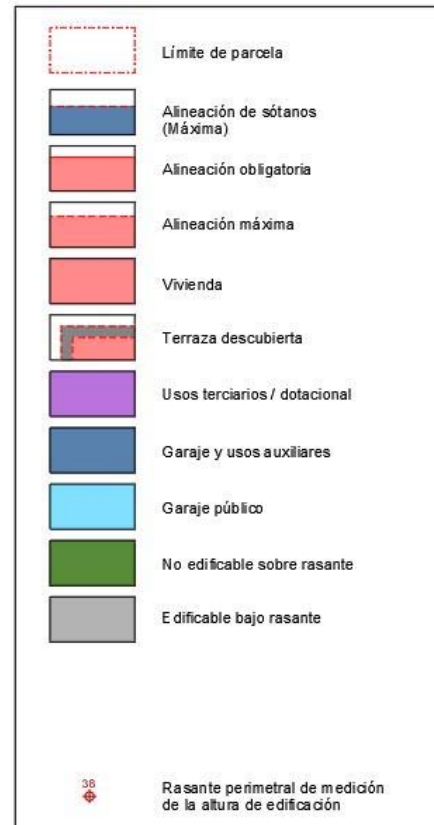 Límite de parcela
Alineación de sótanos
(Máxima)
Alineación obligatoria
Alineación máxima
Vivienda
Terraza descubierta
Usos terciarios / dotacional
Garaje y usos auxiliares
Garaje público
No edificable sobre rasante
Edificable bajo rasante
38
Rasante perimetral de medición
de la altura de edificación